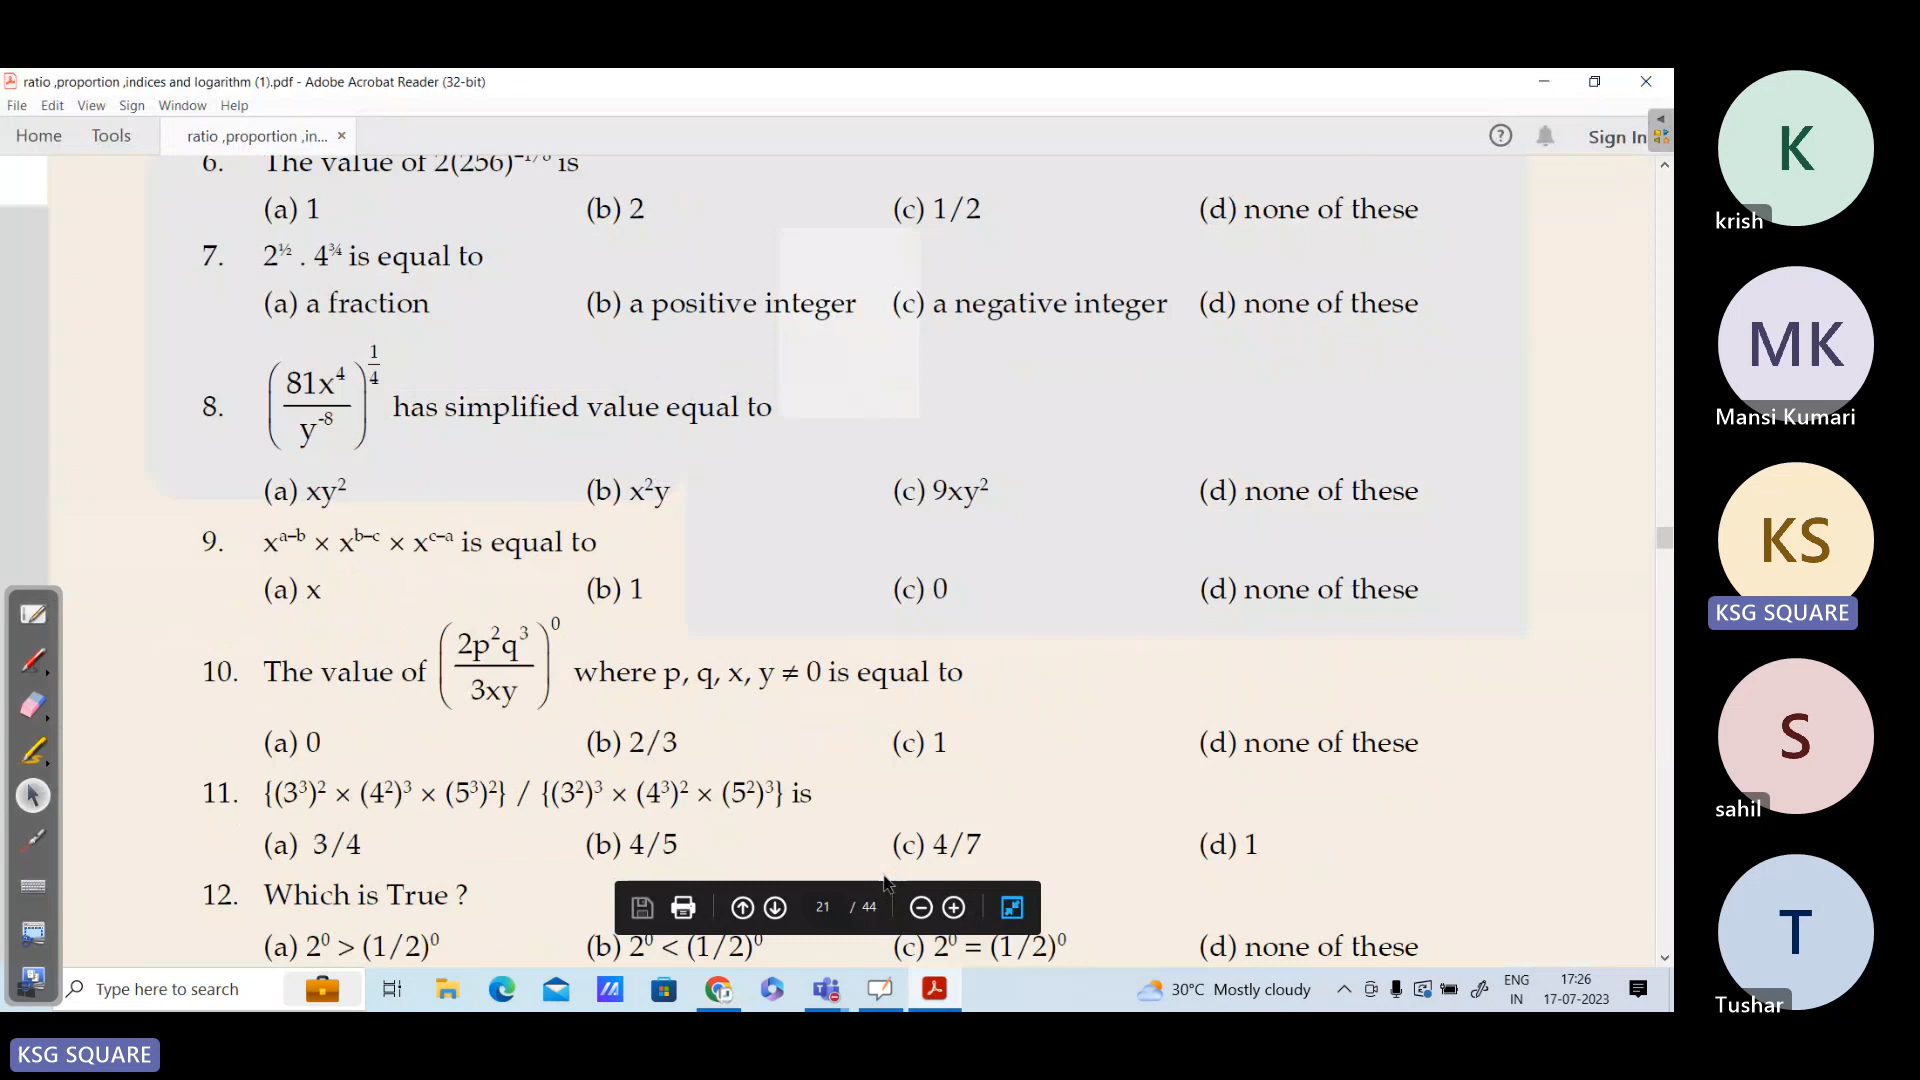 ratio ,proportion ,indices and logarithm (1).pdf - Adobe Acrobat Reader (32-bit)
File Edit View Sign Window Help
Home Tools ratio ,proportion ,in... × Sign In
6. The value of 2(256)⁻¹/⁸ is
(a) 1 (b) 2 (c) 1/2 (d) none of these
7. 2^½ . 4^¾ is equal to
(a) a fraction (b) a positive integer (c) a negative integer (d) none of these
8. (81x⁴ / y⁻⁸)^(1/4) has simplified value equal to
(a) xy² (b) x²y (c) 9xy² (d) none of these
9. x^(a–b) × x^(b–c) × x^(c–a) is equal to
(a) x (b) 1 (c) 0 (d) none of these
10. The value of (2p²q³ / 3xy)⁰ where p, q, x, y ≠ 0 is equal to
(a) 0 (b) 2/3 (c) 1 (d) none of these
11. {(3³)² × (4²)³ × (5³)²} / {(3²)³ × (4³)² × (5²)³} is
(a) 3/4 (b) 4/5 (c) 4/7 (d) 1
12. Which is True ?
21 / 44
(a) 2⁰ > (1/2)⁰ (b) 2⁰ < (1/2)⁰ (c) 2⁰ = (1/2)⁰ (d) none of these
Type here to search 30°C Mostly cloudy ENG IN 17:26 17-07-2023
K
krish
MK
Mansi Kumari
KS
KSG SQUARE
S
sahil
T
Tushar
KSG SQUARE